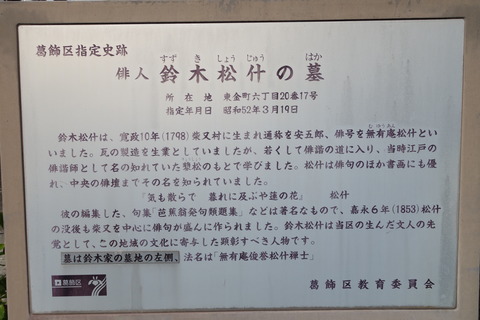 葛飾区指定史跡
すずきしょうじゅう はか
俳人 鈴木松什の墓
所在地 東金町六丁目20番17号
指定年月日 昭和52年3月19日
むゆうあん
鈴木松什は、寛政10年(1798)柴又村に生まれ通称を安五郎、俳号を無有庵松什とい
いました。瓦の製造を生業としていましたが、若くして俳諧の道に入り、当時江戸の
俳諧師として名の知れていた惣松のもとで学びました。松什は俳句のほか書画にも優
れ、中央の俳壇までその名を知られていました。
「気も散らで 暮れに及ぶや蓮の花」 松什
彼の編集した、句集『芭蕉翁発句類題集』などは著名なもので、嘉永6年(1853)松什
の没後も柴又を中心に俳句が盛んに作られました。鈴木松什は当区の生んだ文人の先
覚として、この地域の文化に寄与した顕彰すべき人物です。
墓は鈴木家の墓地の左側、法名は「無有庵俊誉松什禅士」
葛飾区
葛飾区教育委員会